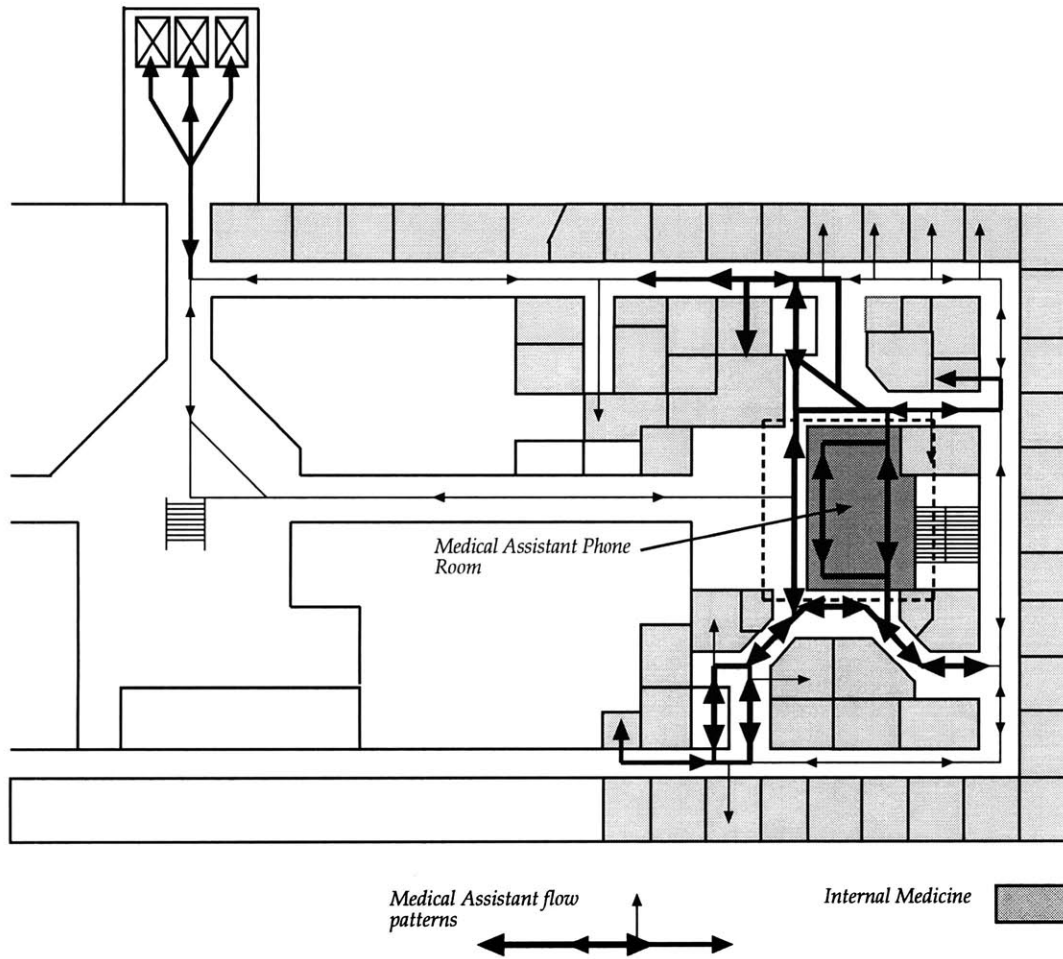 Medical Assistant Phone
Room
Medical Assistant flow
patterns
Internal Medicine